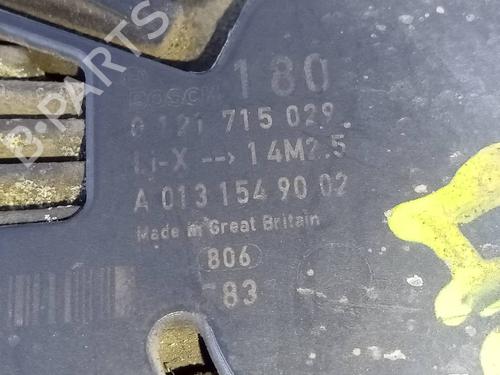 B-PARTS
180
BOSCH
0 121 715 029
LI-X --> 14M2.5
A 013 154 90 02
Made in Great Britain
806
83